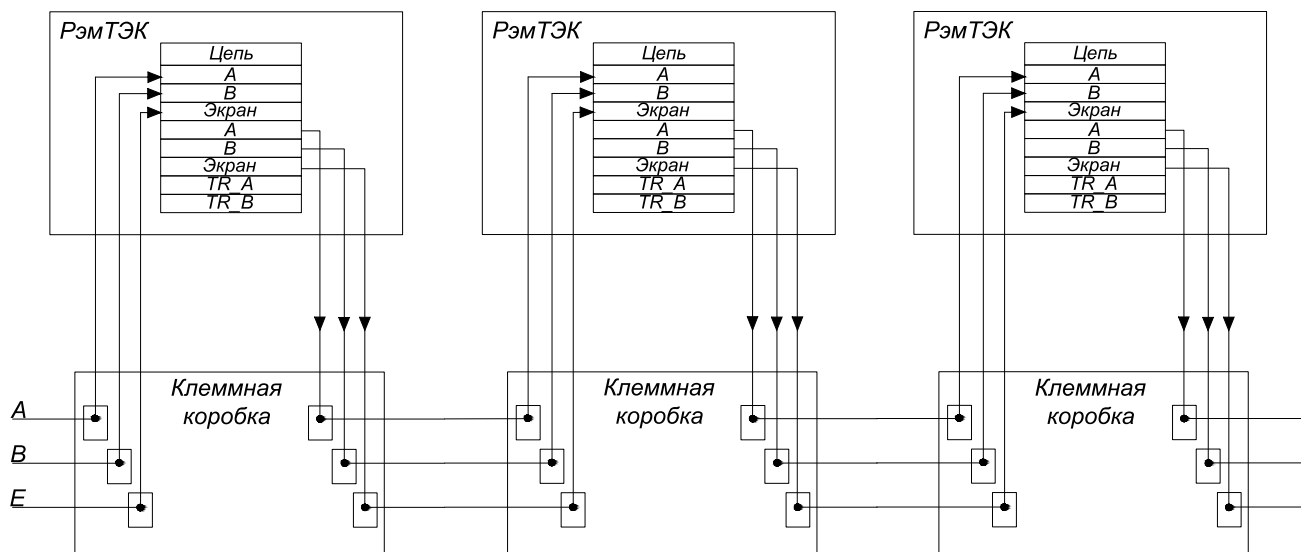 РэмТЭК
Цепь
A
B
Экран
A
B
Экран
TR_A
TR_B
РэмТЭК
Цепь
A
B
Экран
A
B
Экран
TR_A
TR_B
РэмТЭК
Цепь
A
B
Экран
A
B
Экран
TR_A
TR_B
A
B
E
Клеммная
коробка
Клеммная
коробка
Клеммная
коробка